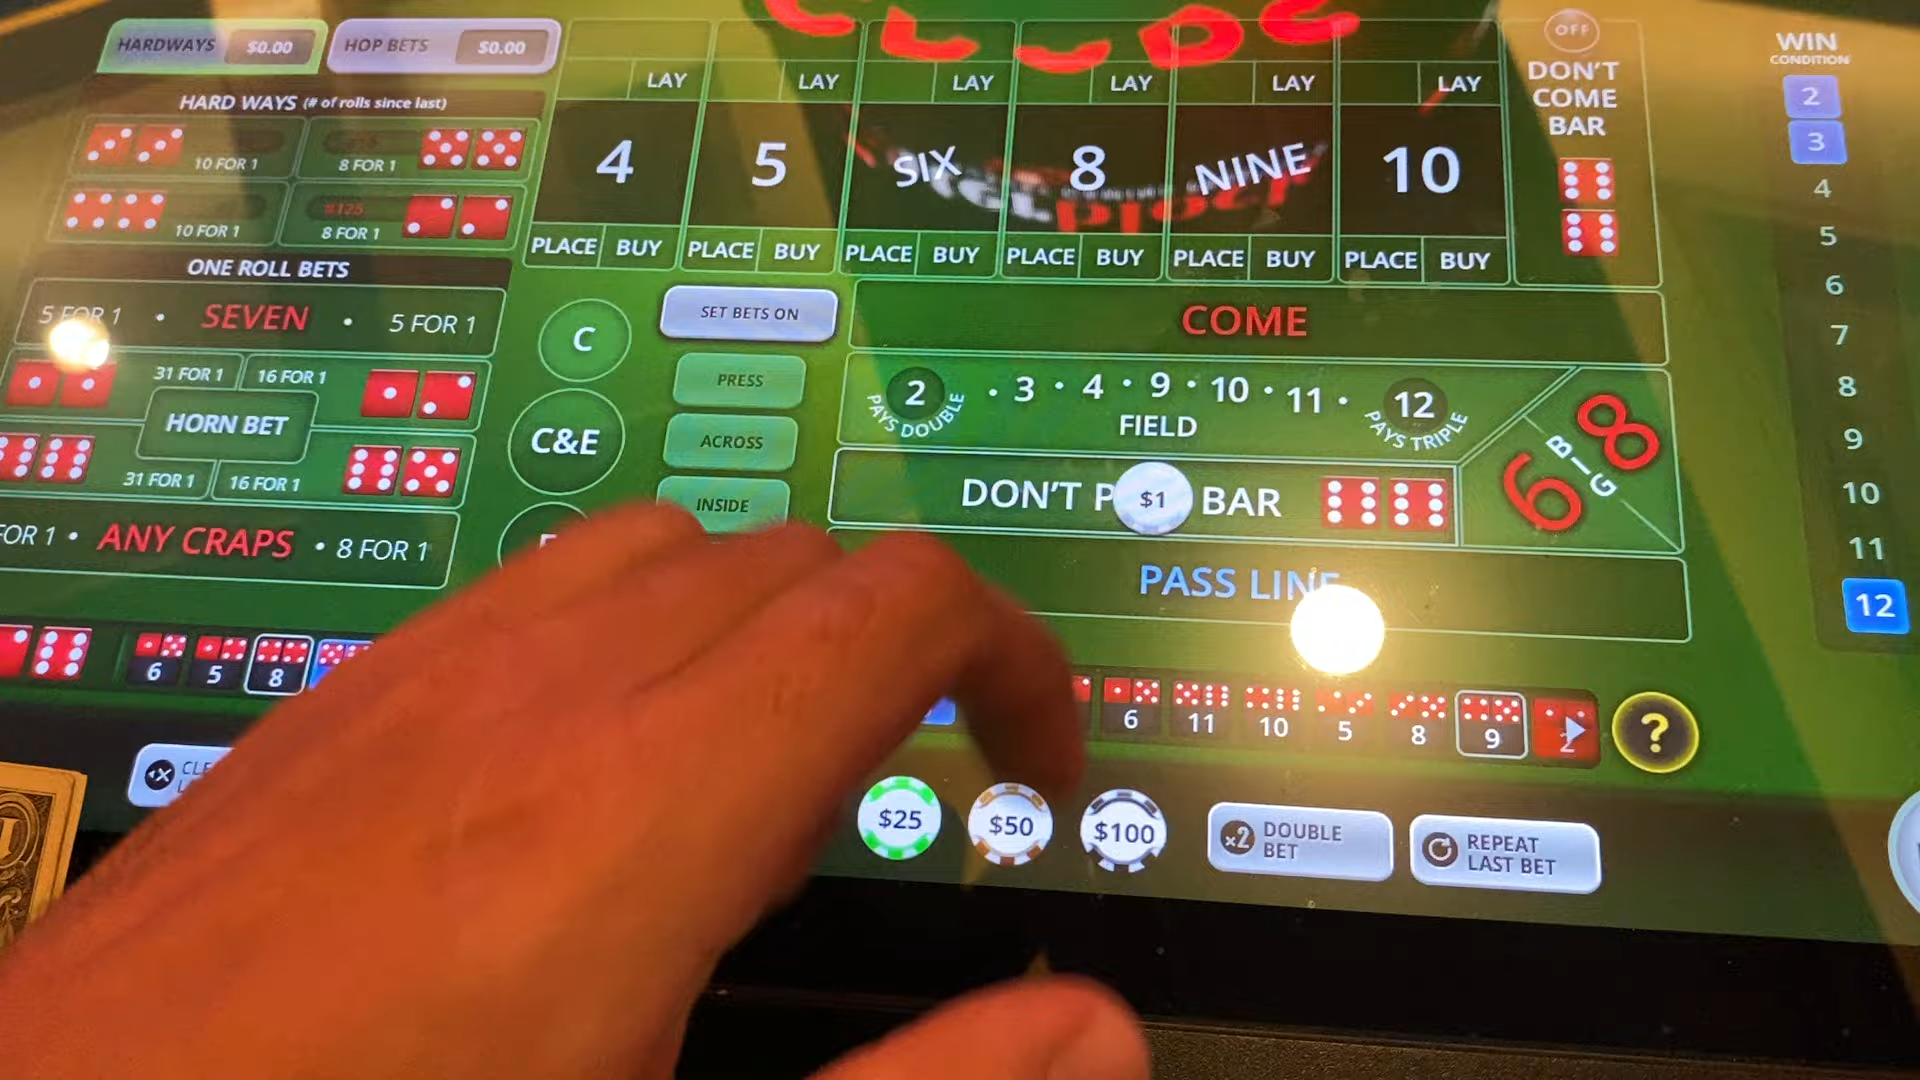 HARDWAYS $0.00
HOP BETS $0.00
HARD WAYS (# of rolls since last)
10 FOR 1
8 FOR 1
10 FOR 1
8 FOR 1
ONE ROLL BETS
5 FOR 1 • SEVEN • 5 FOR 1
31 FOR 1
16 FOR 1
HORN BET
31 FOR 1
16 FOR 1
FOR 1 • ANY CRAPS • 8 FOR 1
LAY LAY LAY LAY LAY LAY
4 5 SIX 8 NINE 10
PLACE BUY PLACE BUY PLACE BUY PLACE BUY PLACE BUY PLACE BUY
OFF
DON'T
COME
BAR
C
C&E
SET BETS ON
PRESS
ACROSS
INSIDE
COME
2 • 3 • 4 • 9 • 10 • 11 • 12
PAYS DOUBLE
FIELD
PAYS TRIPLE
6 BIG 8
DON'T P $1 BAR
PASS LINE
WIN
CONDITION
2
3
4
5
6
7
8
9
10
11
12
6 5 8
6 11 10 5 8 9 2
?
$25 $50 $100
x2 DOUBLE
BET
REPEAT
LAST BET